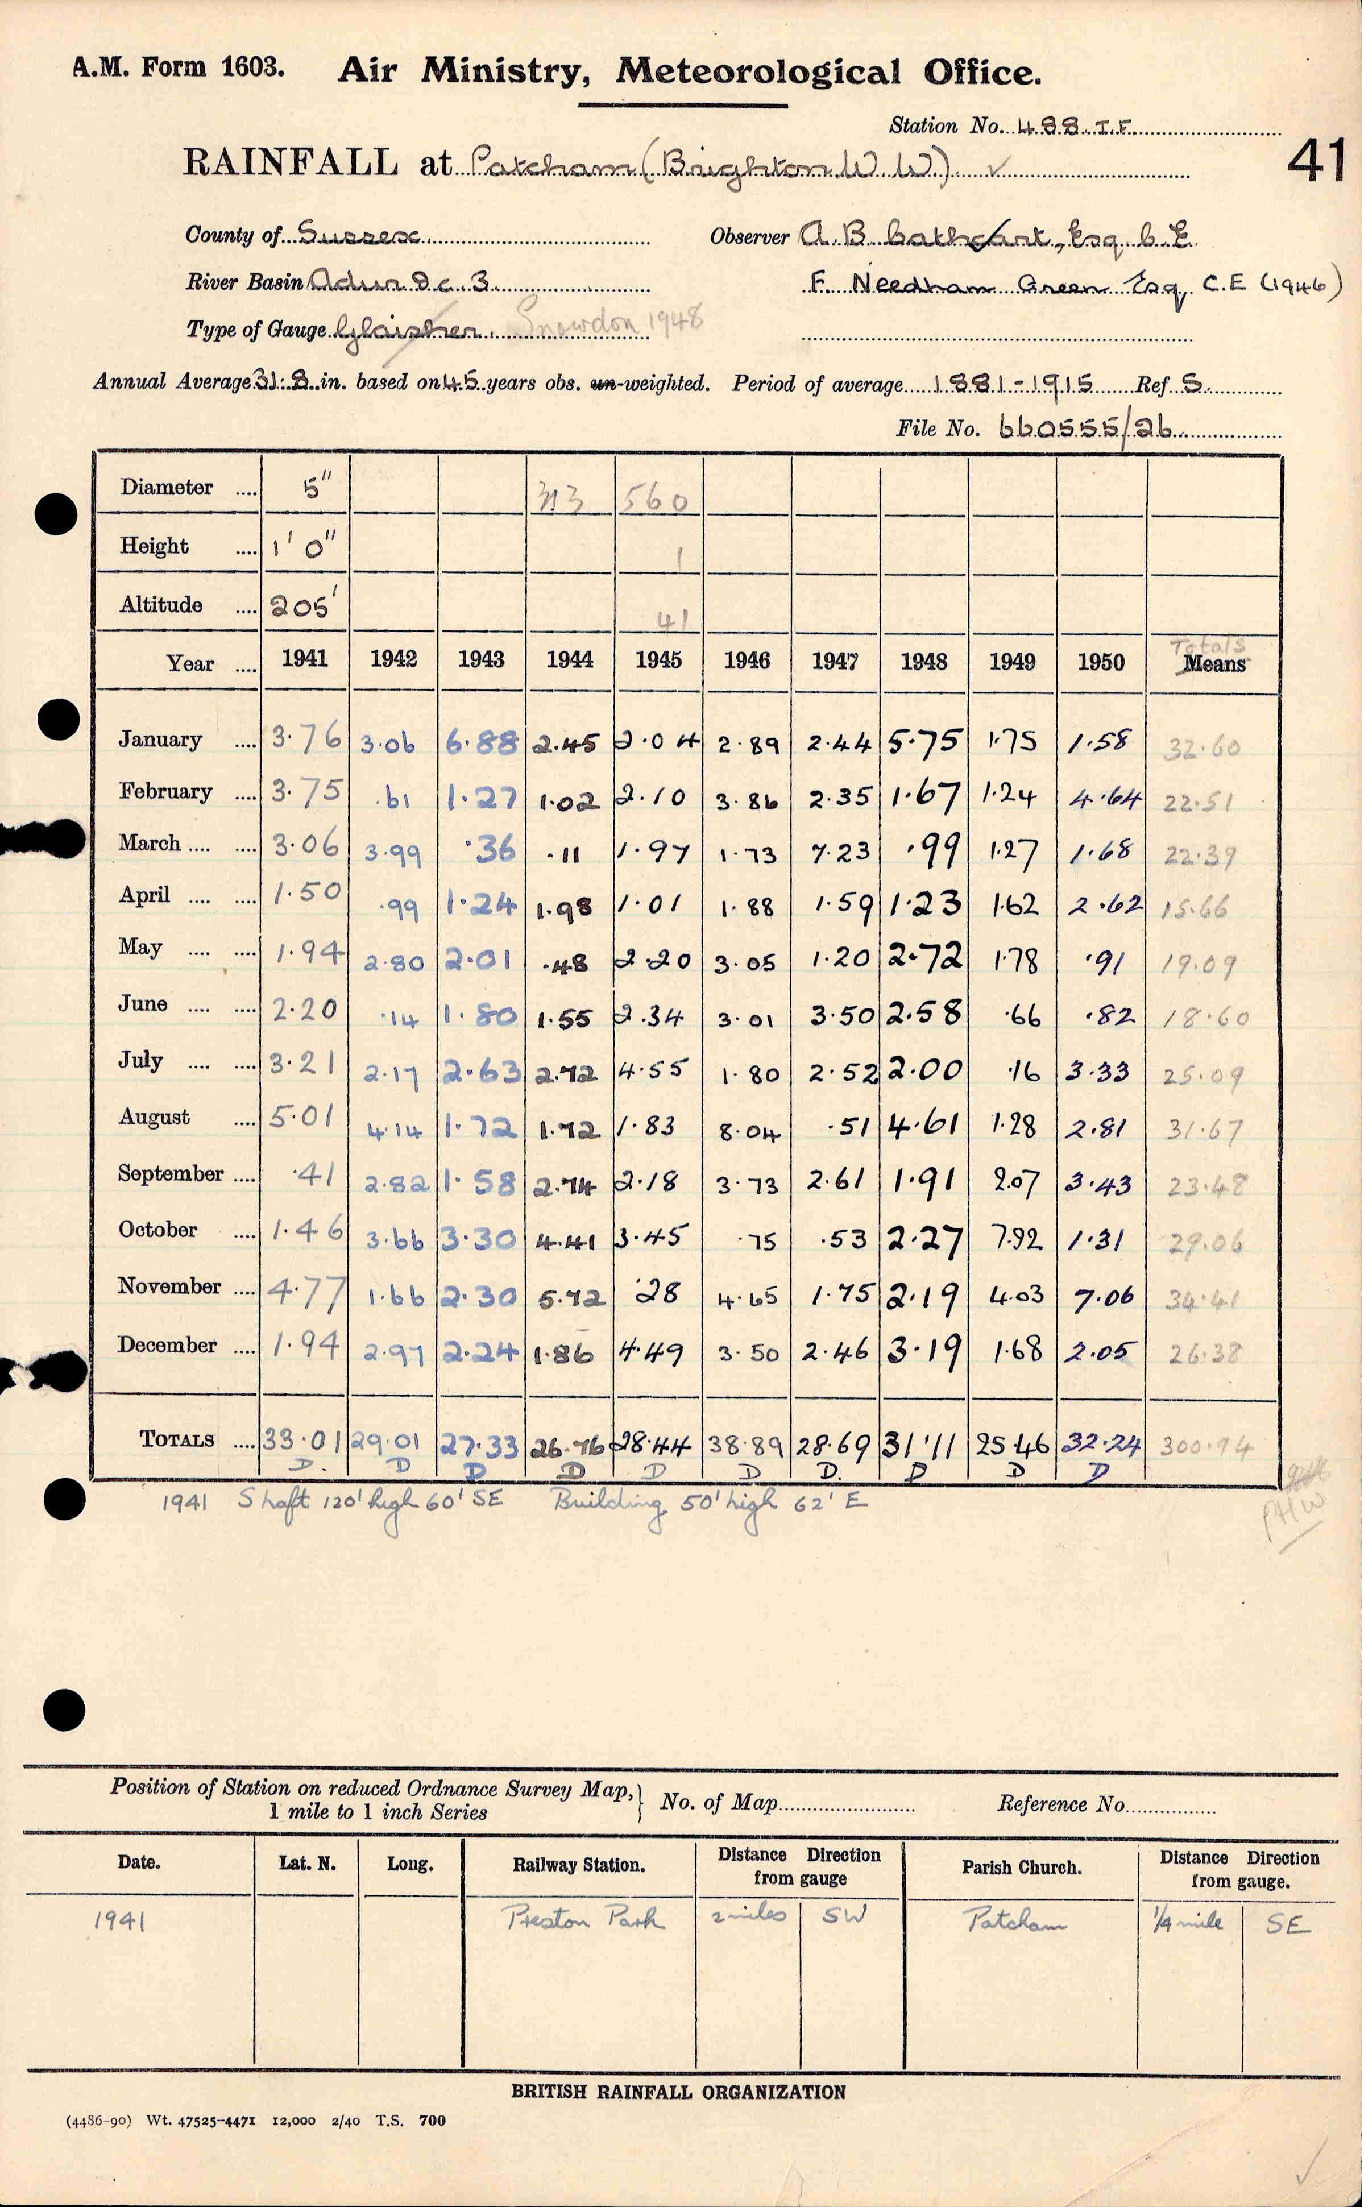 A.M. Form 1603. Air Ministry, Meteorological Office.
Station No. 488.I.F.
RAINFALL at Patcham (Brighton W.W). ✓ 41
County of Sussex Observer A B Cathcart, Esq. C.E
River Basin Adur &c. 3 F. Needham Green Esq C.E (1946)
Type of Gauge Glaisher. Snowdon 1948
Annual Average 31.8 in. based on 45 years obs. un-weighted. Period of average 1881-1915 Ref S.
File No. 660555/26
Diameter .... 5" 313 560
Height .... 1' 0" 1
Altitude .... 205' 41
Totals
Year .... 1941 1942 1943 1944 1945 1946 1947 1948 1949 1950 Means
January .... 3.76 3.06 6.88 2.45 2.04 2.89 2.44 5.75 1.75 1.58 32.60
February .... 3.75 .61 1.27 1.02 2.10 3.86 2.35 1.67 1.24 4.64 22.51
March .... .... 3.06 3.99 .36 .11 1.97 1.73 7.23 .99 1.27 1.68 22.39
April .... .... 1.50 .99 1.24 1.98 1.01 1.88 1.59 1.23 1.62 2.62 15.66
May .... .... 1.94 2.80 2.01 .48 2.20 3.05 1.20 2.72 1.78 .91 19.09
June .... .... 2.20 .14 1.80 1.55 2.34 3.01 3.50 2.58 .66 .82 18.60
July .... .... 3.21 2.17 2.63 2.72 4.55 1.80 2.52 2.00 .16 3.33 25.09
August .... 5.01 4.14 1.72 1.72 1.83 8.04 .51 4.61 1.28 2.81 31.67
September .... .41 2.82 1.58 2.74 2.18 3.73 2.61 1.91 2.07 3.43 23.48
October .... 1.46 3.66 3.30 4.41 3.45 .75 .53 2.27 7.92 1.31 29.06
November .... 4.77 1.66 2.30 5.72 .28 4.65 1.75 2.19 4.03 7.06 34.41
December .... 1.94 2.97 2.24 1.86 4.49 3.50 2.46 3.19 1.68 2.05 26.38
TOTALS .... 33.01 29.01 27.33 26.76 28.44 38.89 28.69 31.11 25.46 32.24 300.94
D. D D D D D D. D D D
1941 Shaft 120' high 60' SE Building 50' high 62' E
PHW
Position of Station on reduced Ordnance Survey Map,
1 mile to 1 inch Series } No. of Map Reference No.
Date. Lat. N. Long. Railway Station. Distance Direction from gauge Parish Church. Distance Direction from gauge.
1941 Preston Park 2 miles SW Patcham 1/4 mile SE
BRITISH RAINFALL ORGANIZATION
(4486-90) Wt. 47525-4471 12,000 2/40 T.S. 700